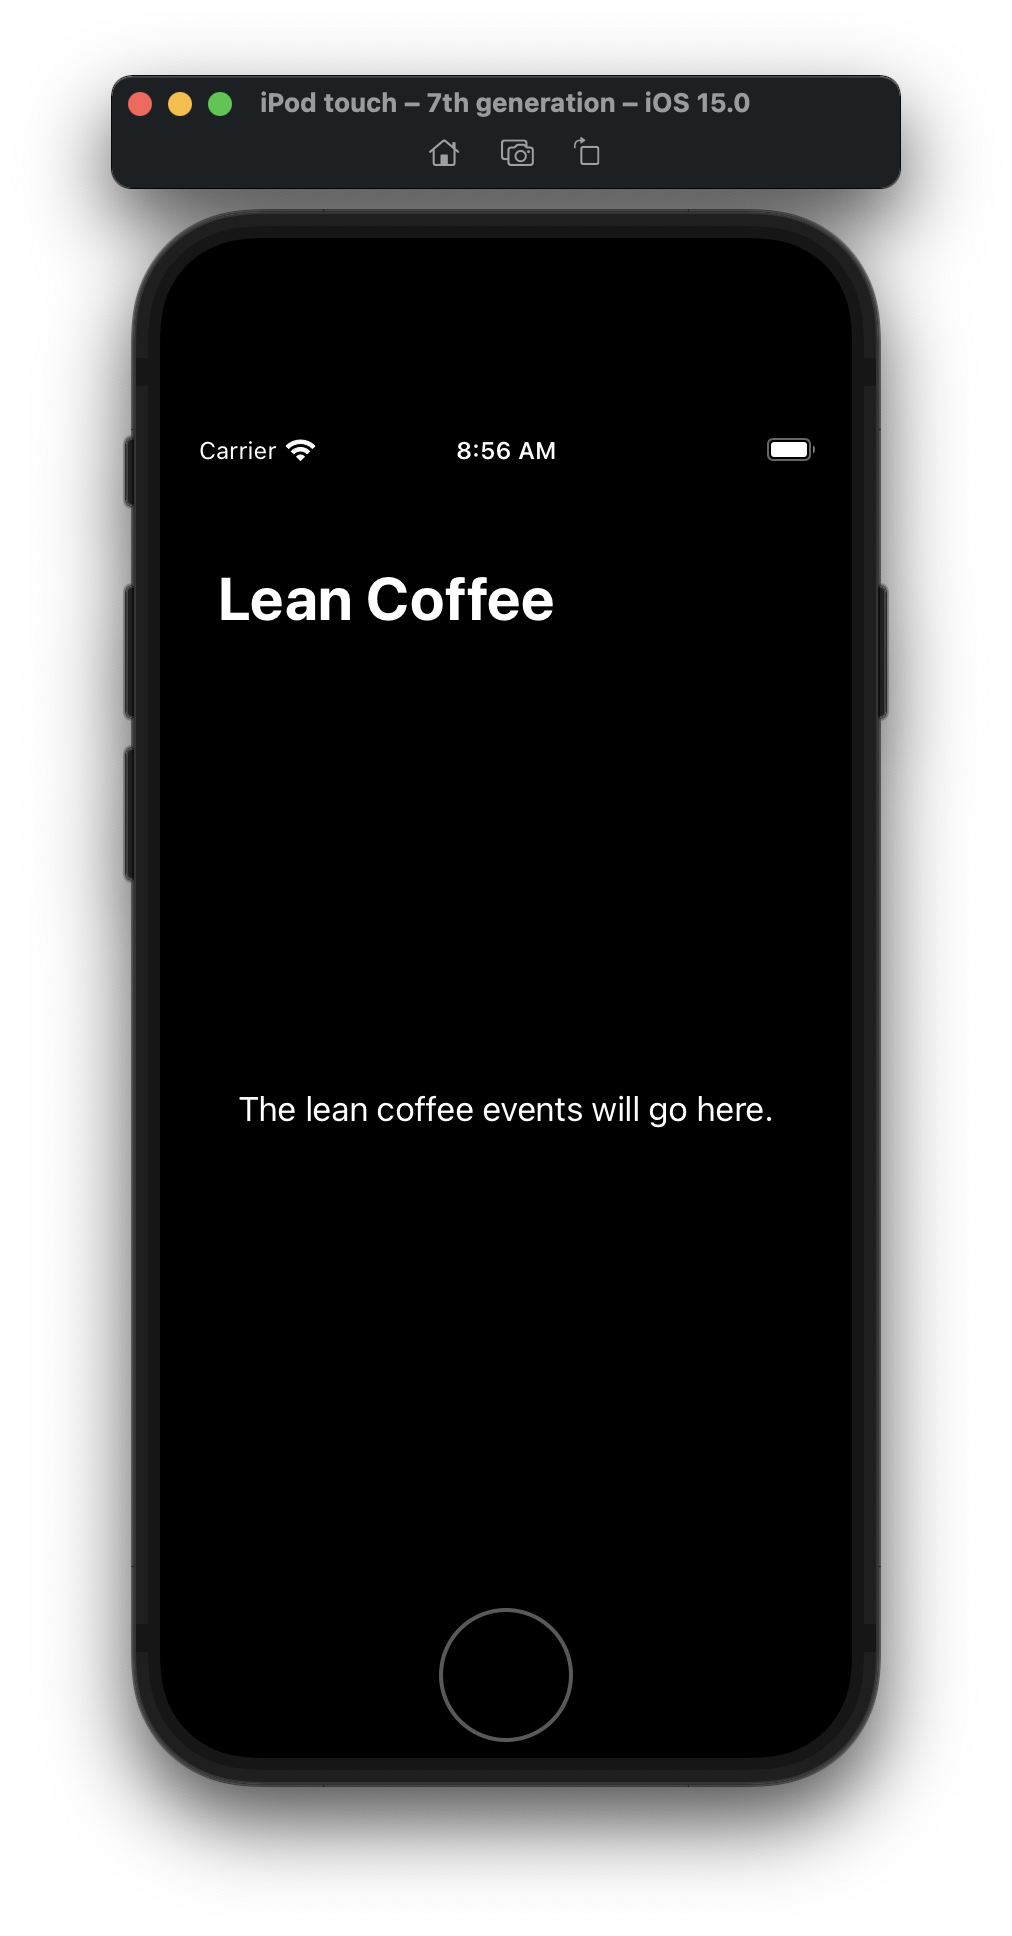 iPod touch – 7th generation – iOS 15.0
Carrier 8:56 AM
Lean Coffee
The lean coffee events will go here.